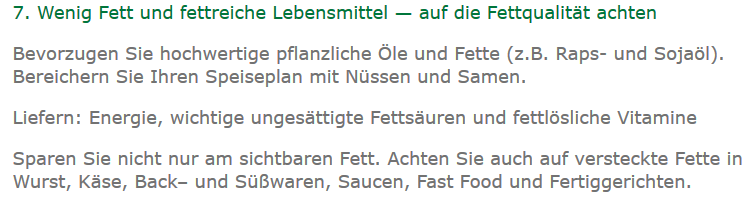 7. Wenig Fett und fettreiche Lebensmittel — auf die Fettqualität achten
Bevorzugen Sie hochwertige pflanzliche Öle und Fette (z.B. Raps- und Sojaöl).
Bereichern Sie Ihren Speiseplan mit Nüssen und Samen.
Liefern: Energie, wichtige ungesättigte Fettsäuren und fettlösliche Vitamine
Sparen Sie nicht nur am sichtbaren Fett. Achten Sie auch auf versteckte Fette in
Wurst, Käse, Back– und Süßwaren, Saucen, Fast Food und Fertiggerichten.